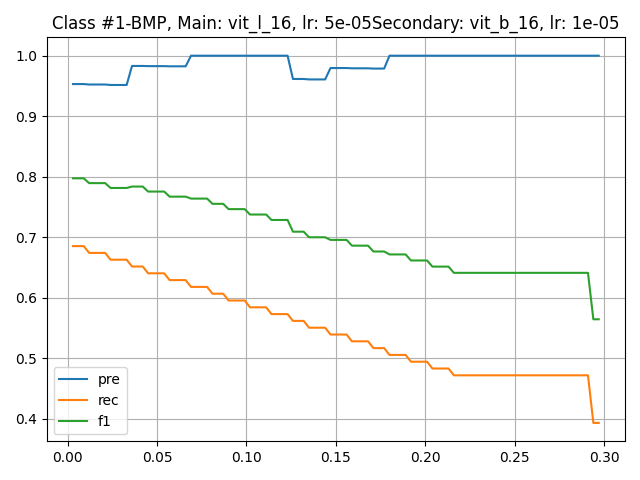 Class #1-BMP, Main: vit_l_16, lr: 5e-05Secondary: vit_b_16, lr: 1e-05
1.0
0.9
0.8
0.7
0.6
0.5
0.4
pre
rec
f1
0.00 0.05 0.10 0.15 0.20 0.25 0.30